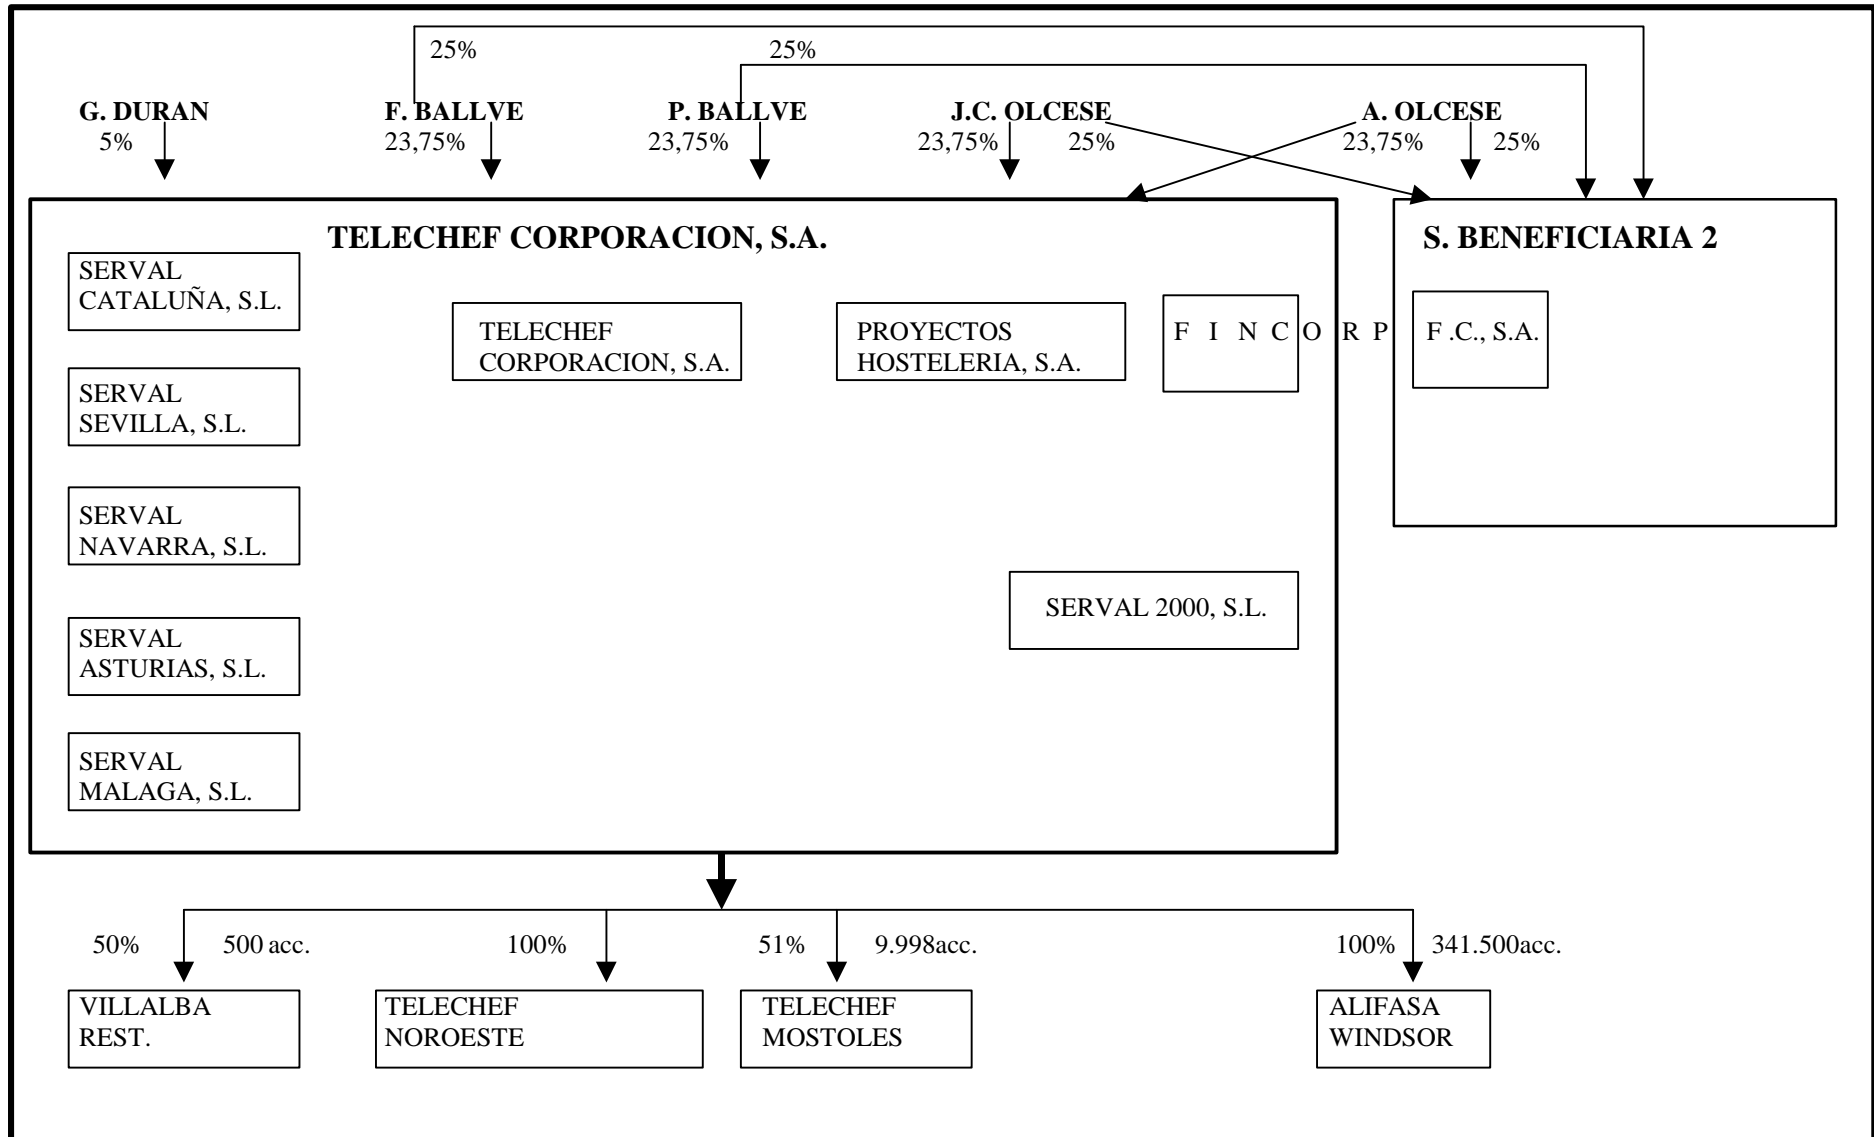 25% 25%
G. DURAN F. BALLVE P. BALLVE J.C. OLCESE A. OLCESE
5% 23,75% 23,75% 23,75% 25% 23,75% 25%
TELECHEF CORPORACION, S.A.
S. BENEFICIARIA 2
SERVAL
CATALUÑA, S.L.
TELECHEF
CORPORACION, S.A.
PROYECTOS
HOSTELERIA, S.A.
F I N C O R P F .C., S.A.
SERVAL
SEVILLA, S.L.
SERVAL
NAVARRA, S.L.
SERVAL 2000, S.L.
SERVAL
ASTURIAS, S.L.
SERVAL
MALAGA, S.L.
50% 500 acc. 100% 51% 9.998acc. 100% 341.500acc.
VILLALBA
REST.
TELECHEF
NOROESTE
TELECHEF
MOSTOLES
ALIFASA
WINDSOR